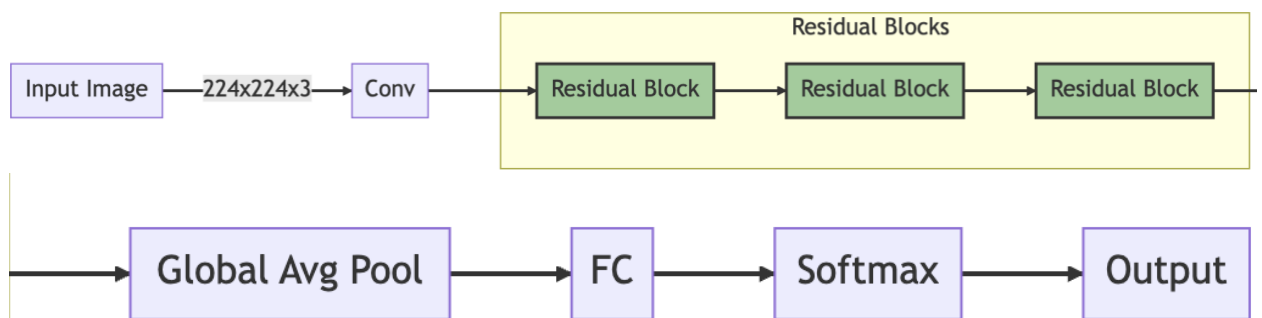 Residual Blocks
Input Image
224x224x3
Conv
Residual Block
Residual Block
Residual Block
Global Avg Pool
FC
Softmax
Output